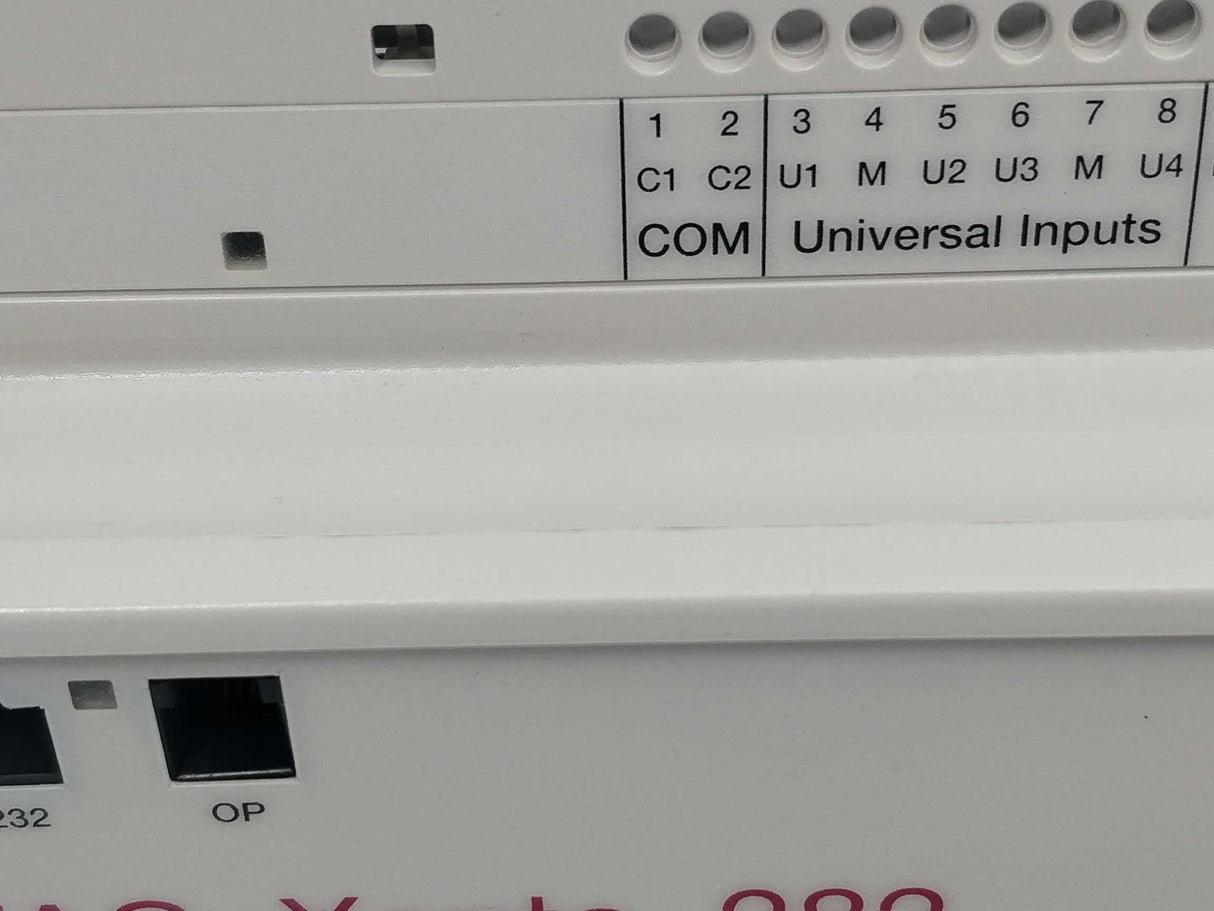 1 2 3 4 5 6 7 8
C1 C2 U1 M U2 U3 M U4
COM Universal Inputs
232 OP